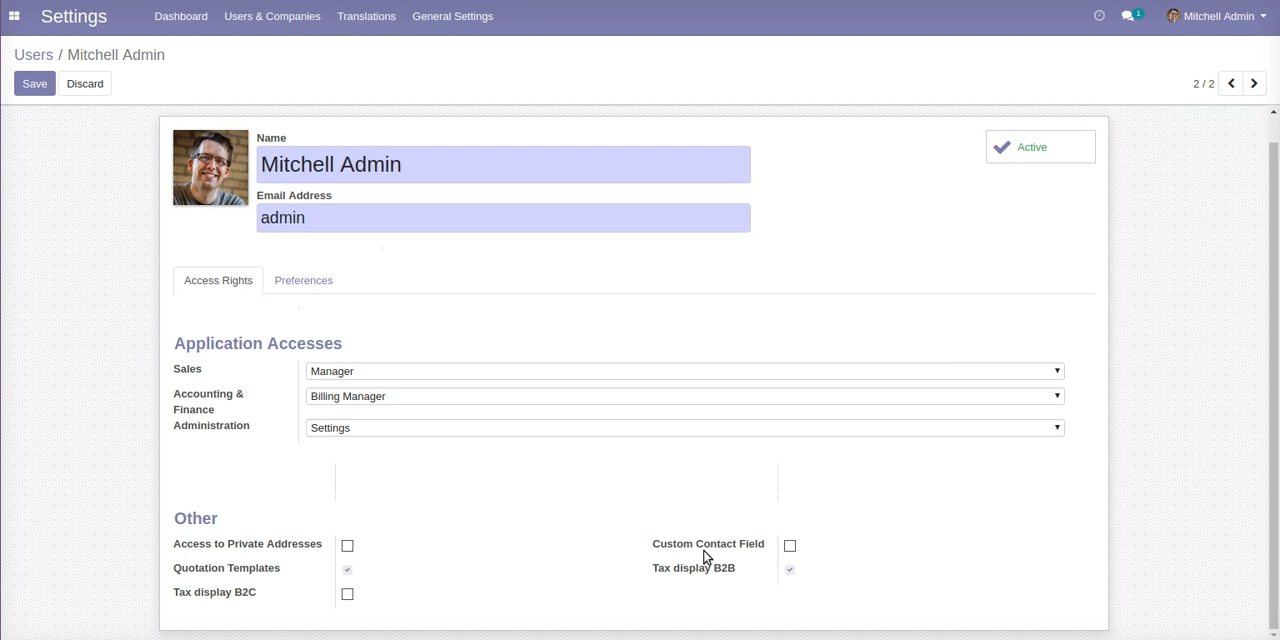 Settings Dashboard Users & Companies Translations General Settings 1 Mitchell Admin
Users / Mitchell Admin
Save Discard 2 / 2
Name
Mitchell Admin
Active
Email Address
admin
Access Rights Preferences
Application Accesses
Sales Manager
Accounting & Finance Billing Manager
Administration Settings
Other
Access to Private Addresses Custom Contact Field
Quotation Templates Tax display B2B
Tax display B2C